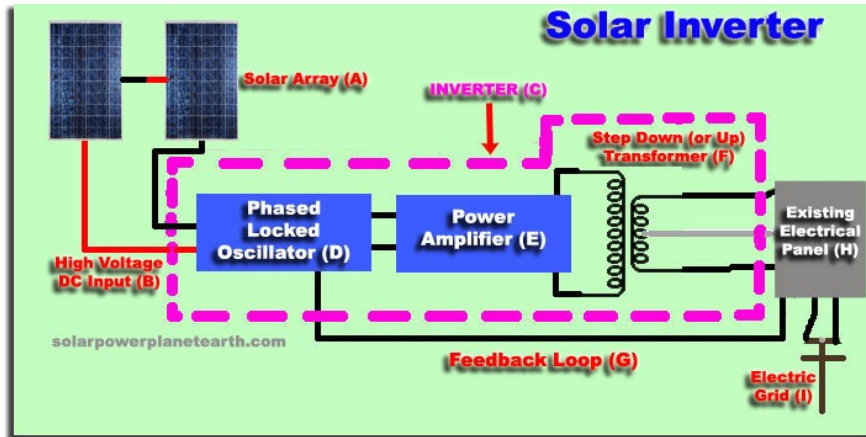 Solar Inverter
Solar Array (A)
INVERTER (C)
Step Down (or Up)
Transformer (F)
Phased
Locked
Oscillator (D)
Power
Amplifier (E)
Existing
Electrical
Panel (H)
High Voltage
DC Input (B)
solarpowerplanetearth.com
Feedback Loop (G)
Electric
Grid (I)